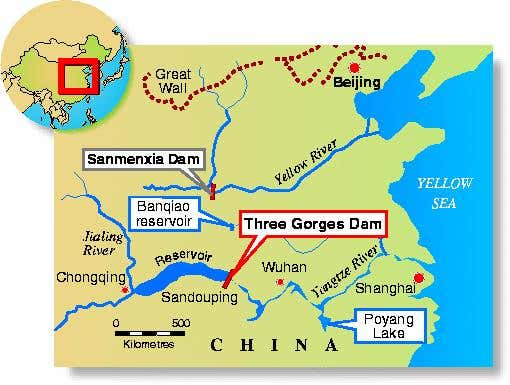 Great
Wall
Beijing
Sanmenxia Dam
Yellow River
YELLOW
SEA
Banqiao
reservoir
Three Gorges Dam
Jialing
River
Reservoir
Wuhan
Yangtze River
Chongqing
Sandouping
Shanghai
0 500
Kilometres
Poyang
Lake
CHINA